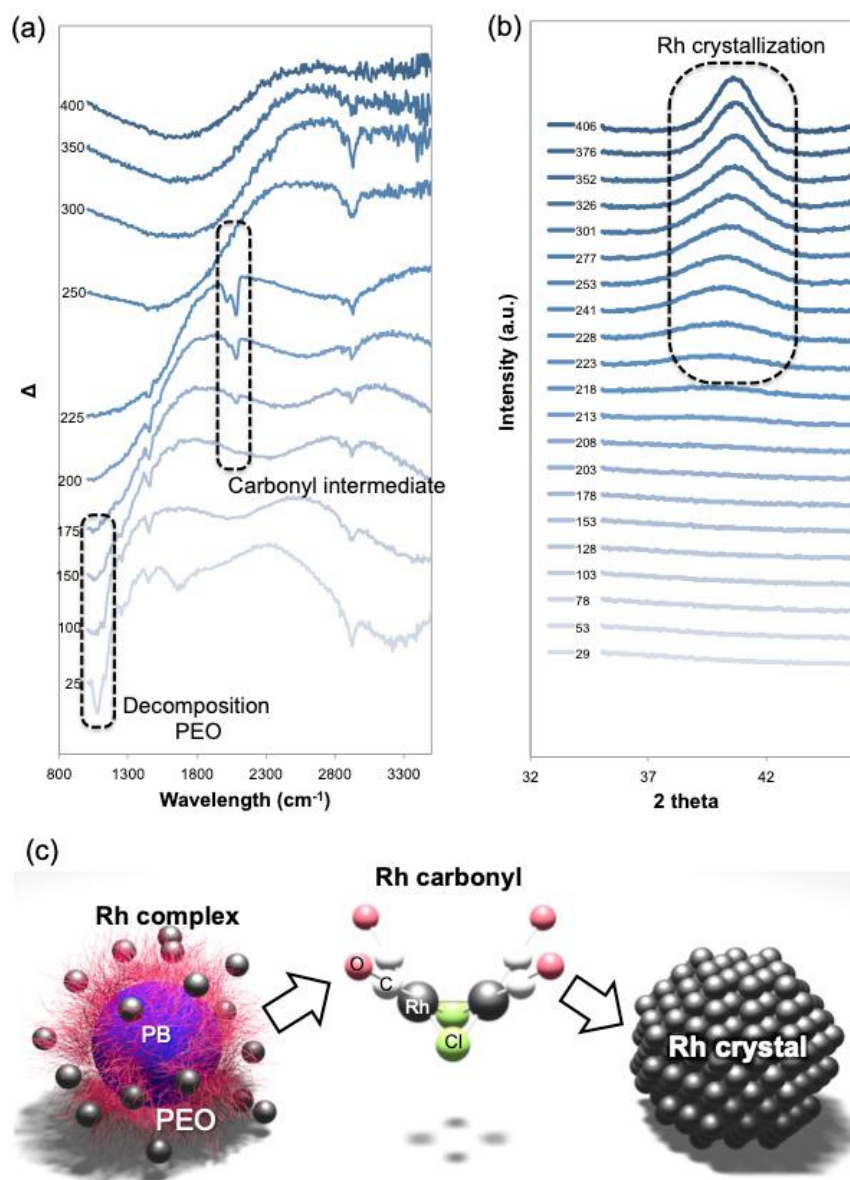 (a)
400
350
300
250
225
200
175
150
100
25
Δ
Carbonyl intermediate
Decomposition
PEO
800 1300 1800 2300 2800 3300
Wavelength (cm⁻¹)
(b)
Rh crystallization
406
376
352
326
301
277
253
241
228
223
218
213
208
203
178
153
128
103
78
53
29
Intensity (a.u.)
32 37 42
2 theta
(c)
Rh complex
PB
PEO
Rh carbonyl
O
C
Rh
Cl
Rh crystal